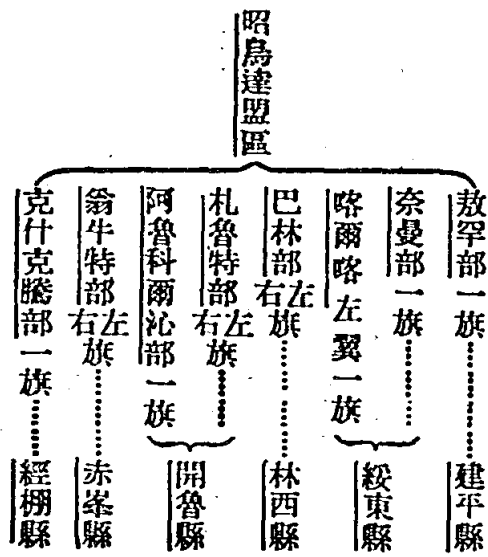 昭烏達盟區
敖罕部一旗………建平縣
奈曼部一旗……
喀爾喀左翼一旗
綏東縣
巴林部左右旗………林西縣
札魯特部左右旗……
阿魯科爾沁部一旗
開魯縣
翁牛特部左右旗………赤峯縣
克什克騰部一旗………經棚縣